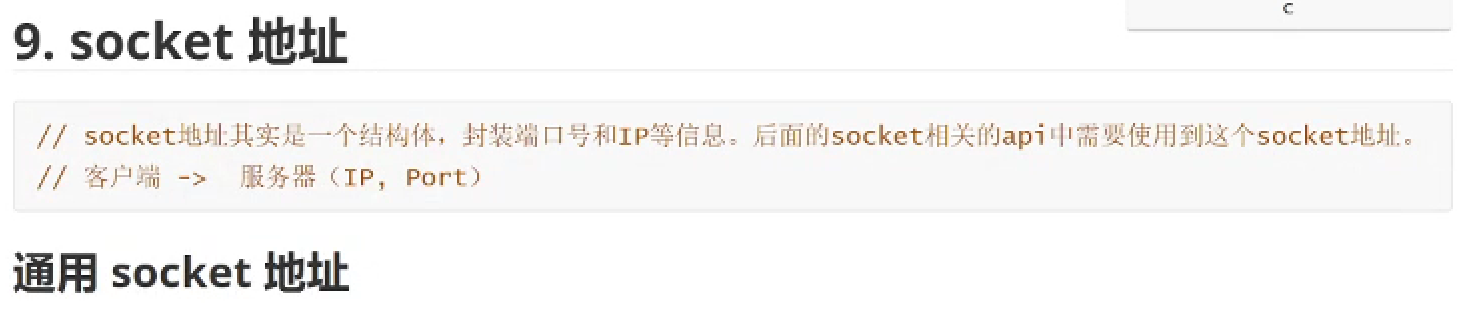 c
9. socket 地址
// socket地址其实是一个结构体，封装端口号和IP等信息。后面的socket相关的api中需要使用到这个socket地址。
// 客户端 -> 服务器（IP, Port）
通用 socket 地址